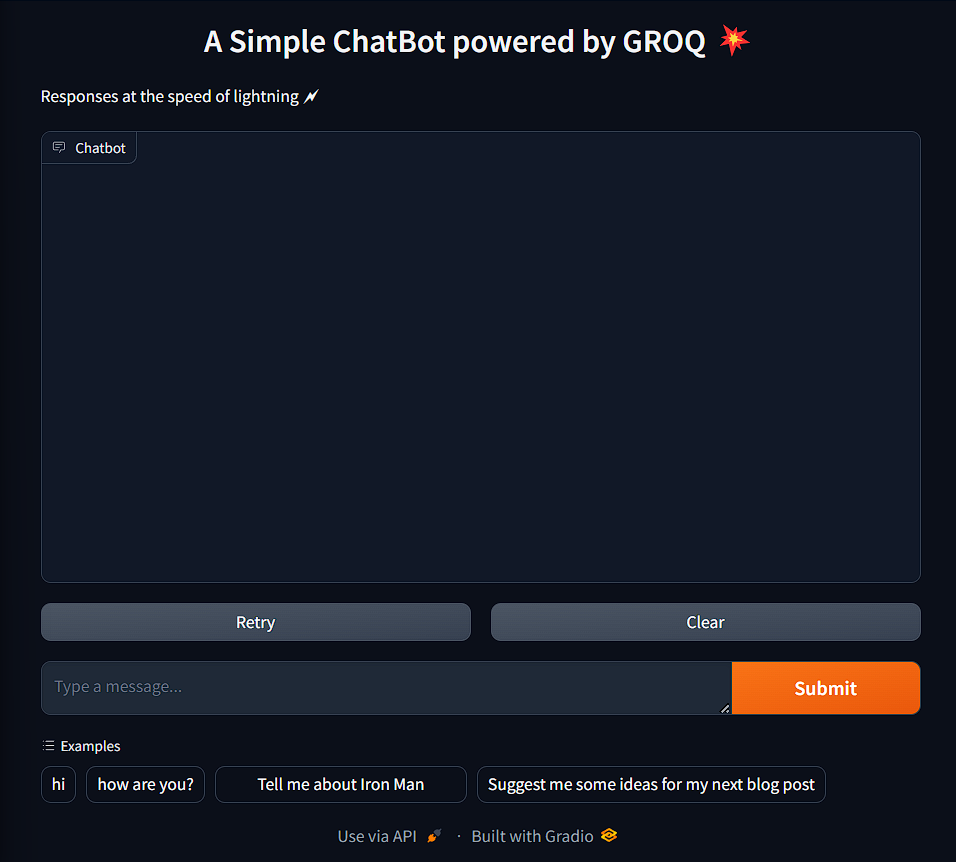 A Simple ChatBot powered by GROQ 💥
Responses at the speed of lightning 🗲
Chatbot
Retry Clear
Type a message... Submit
Examples
hi how are you? Tell me about Iron Man Suggest me some ideas for my next blog post
Use via API · Built with Gradio